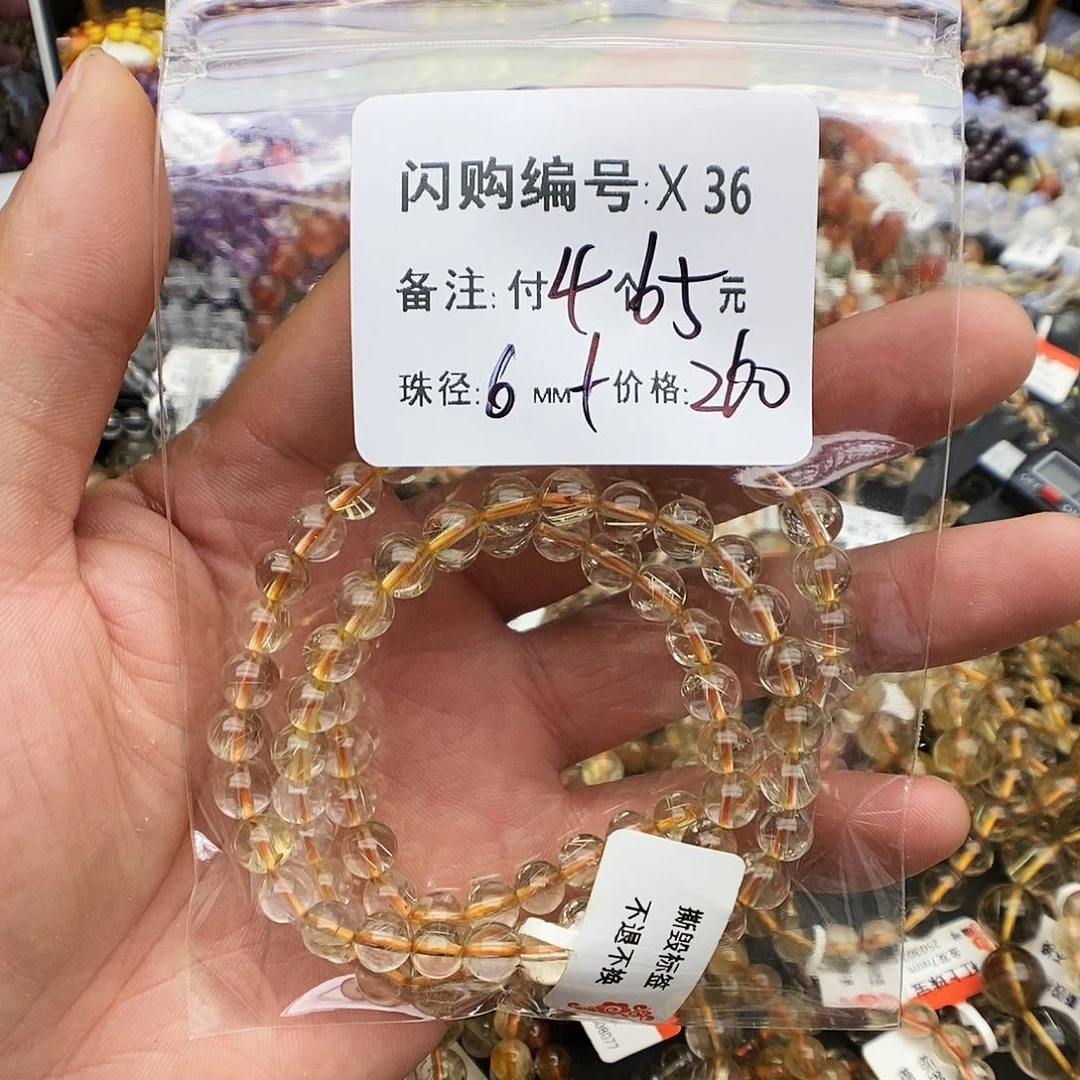 闪购编号:X 36
备注:付4个65元
珠径:6 MM+ 价格:260
撕毁标签
不退不换